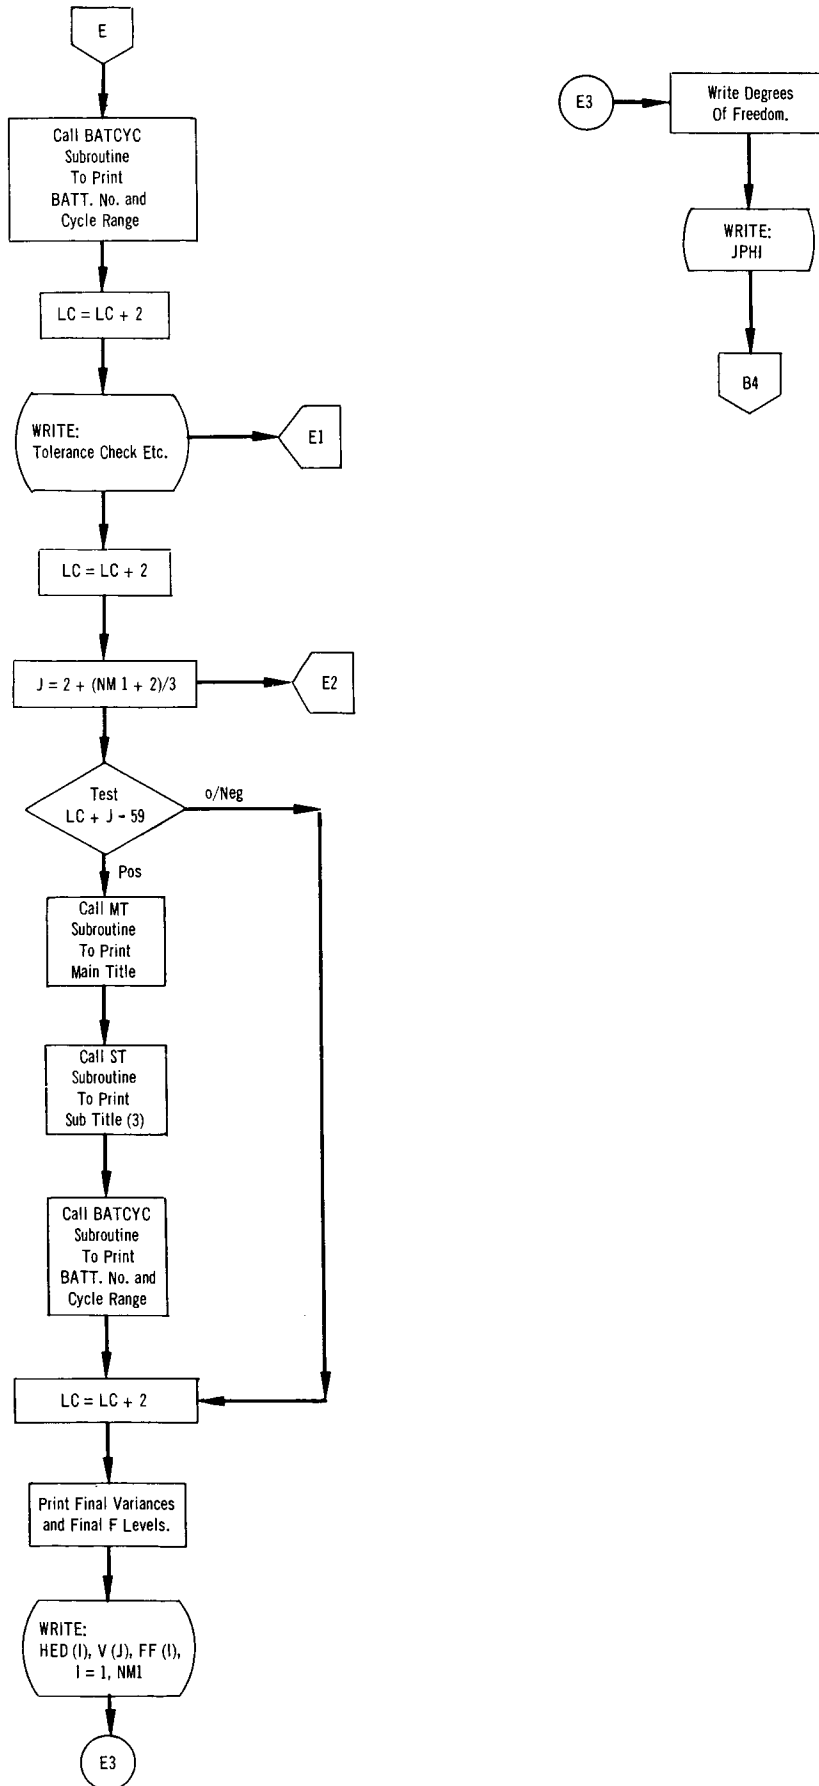 E
Call BATCYC
Subroutine
To Print
BATT. No. and
Cycle Range
LC = LC + 2
WRITE:
Tolerance Check Etc.
E1
LC = LC + 2
J = 2 + (NM 1 + 2)/3
E2
Test
LC + J - 59
o/Neg
Pos
Call MT
Subroutine
To Print
Main Title
Call ST
Subroutine
To Print
Sub Title (3)
Call BATCYC
Subroutine
To Print
BATT. No. and
Cycle Range
LC = LC + 2
Print Final Variances
and Final F Levels.
WRITE:
HED (I), V (J), FF (I),
I = 1, NM1
E3
E3
Write Degrees
Of Freedom.
WRITE:
JPHI
B4